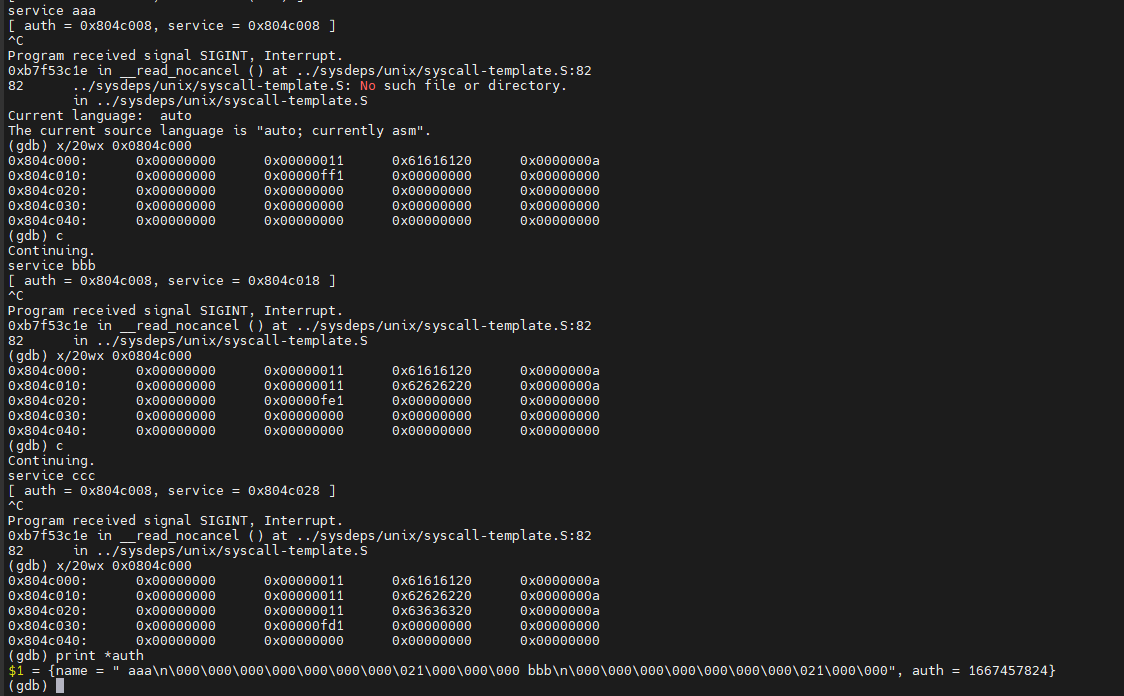 service aaa
[ auth = 0x804c008, service = 0x804c008 ]
^C
Program received signal SIGINT, Interrupt.
0xb7f53c1e in __read_nocancel () at ../sysdeps/unix/syscall-template.S:82
82      ../sysdeps/unix/syscall-template.S: No such file or directory.
        in ../sysdeps/unix/syscall-template.S
Current language:  auto
The current source language is "auto; currently asm".
(gdb) x/20wx 0x0804c000
0x804c000:      0x00000000      0x00000011      0x61616120      0x0000000a
0x804c010:      0x00000000      0x00000ff1      0x00000000      0x00000000
0x804c020:      0x00000000      0x00000000      0x00000000      0x00000000
0x804c030:      0x00000000      0x00000000      0x00000000      0x00000000
0x804c040:      0x00000000      0x00000000      0x00000000      0x00000000
(gdb) c
Continuing.
service bbb
[ auth = 0x804c008, service = 0x804c018 ]
^C
Program received signal SIGINT, Interrupt.
0xb7f53c1e in __read_nocancel () at ../sysdeps/unix/syscall-template.S:82
82      in ../sysdeps/unix/syscall-template.S
(gdb) x/20wx 0x0804c000
0x804c000:      0x00000000      0x00000011      0x61616120      0x0000000a
0x804c010:      0x00000000      0x00000011      0x62626220      0x0000000a
0x804c020:      0x00000000      0x00000fe1      0x00000000      0x00000000
0x804c030:      0x00000000      0x00000000      0x00000000      0x00000000
0x804c040:      0x00000000      0x00000000      0x00000000      0x00000000
(gdb) c
Continuing.
service ccc
[ auth = 0x804c008, service = 0x804c028 ]
^C
Program received signal SIGINT, Interrupt.
0xb7f53c1e in __read_nocancel () at ../sysdeps/unix/syscall-template.S:82
82      in ../sysdeps/unix/syscall-template.S
(gdb) x/20wx 0x0804c000
0x804c000:      0x00000000      0x00000011      0x61616120      0x0000000a
0x804c010:      0x00000000      0x00000011      0x62626220      0x0000000a
0x804c020:      0x00000000      0x00000011      0x63636320      0x0000000a
0x804c030:      0x00000000      0x00000fd1      0x00000000      0x00000000
0x804c040:      0x00000000      0x00000000      0x00000000      0x00000000
(gdb) print *auth
$1 = {name = " aaa\n\000\000\000\000\000\000\000\021\000\000\000 bbb\n\000\000\000\000\000\000\000\021\000\000", auth = 1667457824}
(gdb)